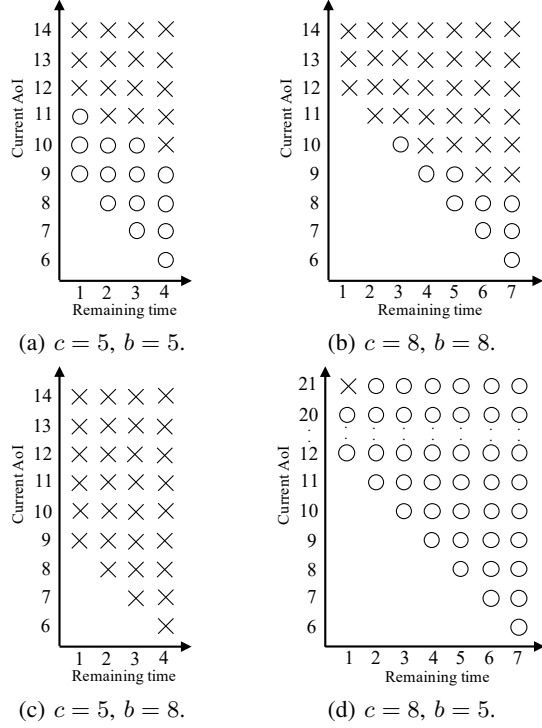 14
13
12
11
10
9
8
7
6
Current AoI
1 2 3 4
Remaining time
(a) c = 5, b = 5.
14
13
12
11
10
9
8
7
6
Current AoI
1 2 3 4 5 6 7
Remaining time
(b) c = 8, b = 8.
14
13
12
11
10
9
8
7
6
Current AoI
1 2 3 4
Remaining time
(c) c = 5, b = 8.
21
20
12
11
10
9
8
7
6
Current AoI
1 2 3 4 5 6 7
Remaining time
(d) c = 8, b = 5.